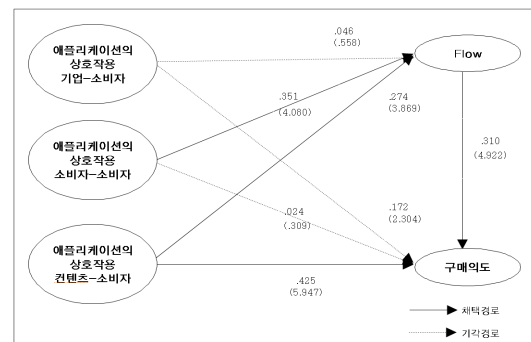 애플리케이션의
상호작용
기업-소비자
애플리케이션의
상호작용
소비자-소비자
애플리케이션의
상호작용
컨텐츠-소비자
.046
(.558)
.351
(4.080)
.274
(3.869)
.024
(.309)
.172
(2.304)
.425
(5.947)
Flow
.310
(4.922)
구매의도
채택경로
기각경로